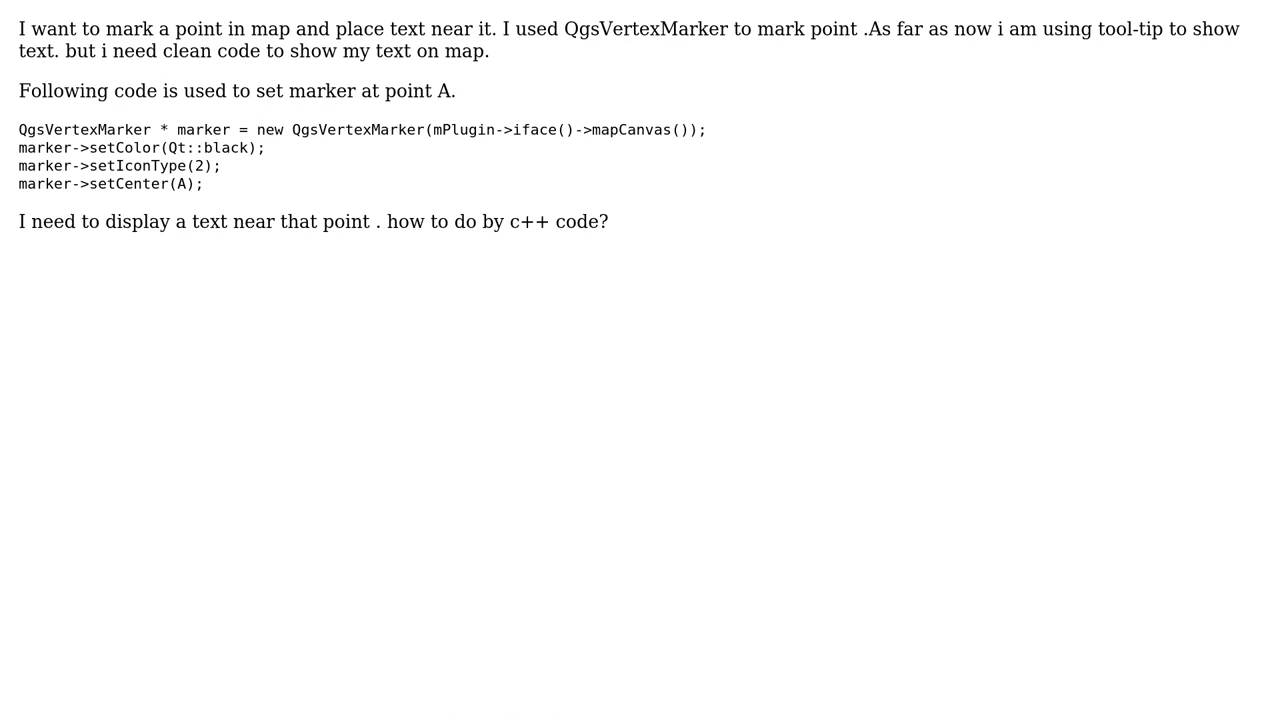 I want to mark a point in map and place text near it. I used QgsVertexMarker to mark point .As far as now i am using tool-tip to show
text. but i need clean code to show my text on map.
Following code is used to set marker at point A.
QgsVertexMarker * marker = new QgsVertexMarker(mPlugin->iface()->mapCanvas());
marker->setColor(Qt::black);
marker->setIconType(2);
marker->setCenter(A);
I need to display a text near that point . how to do by c++ code?